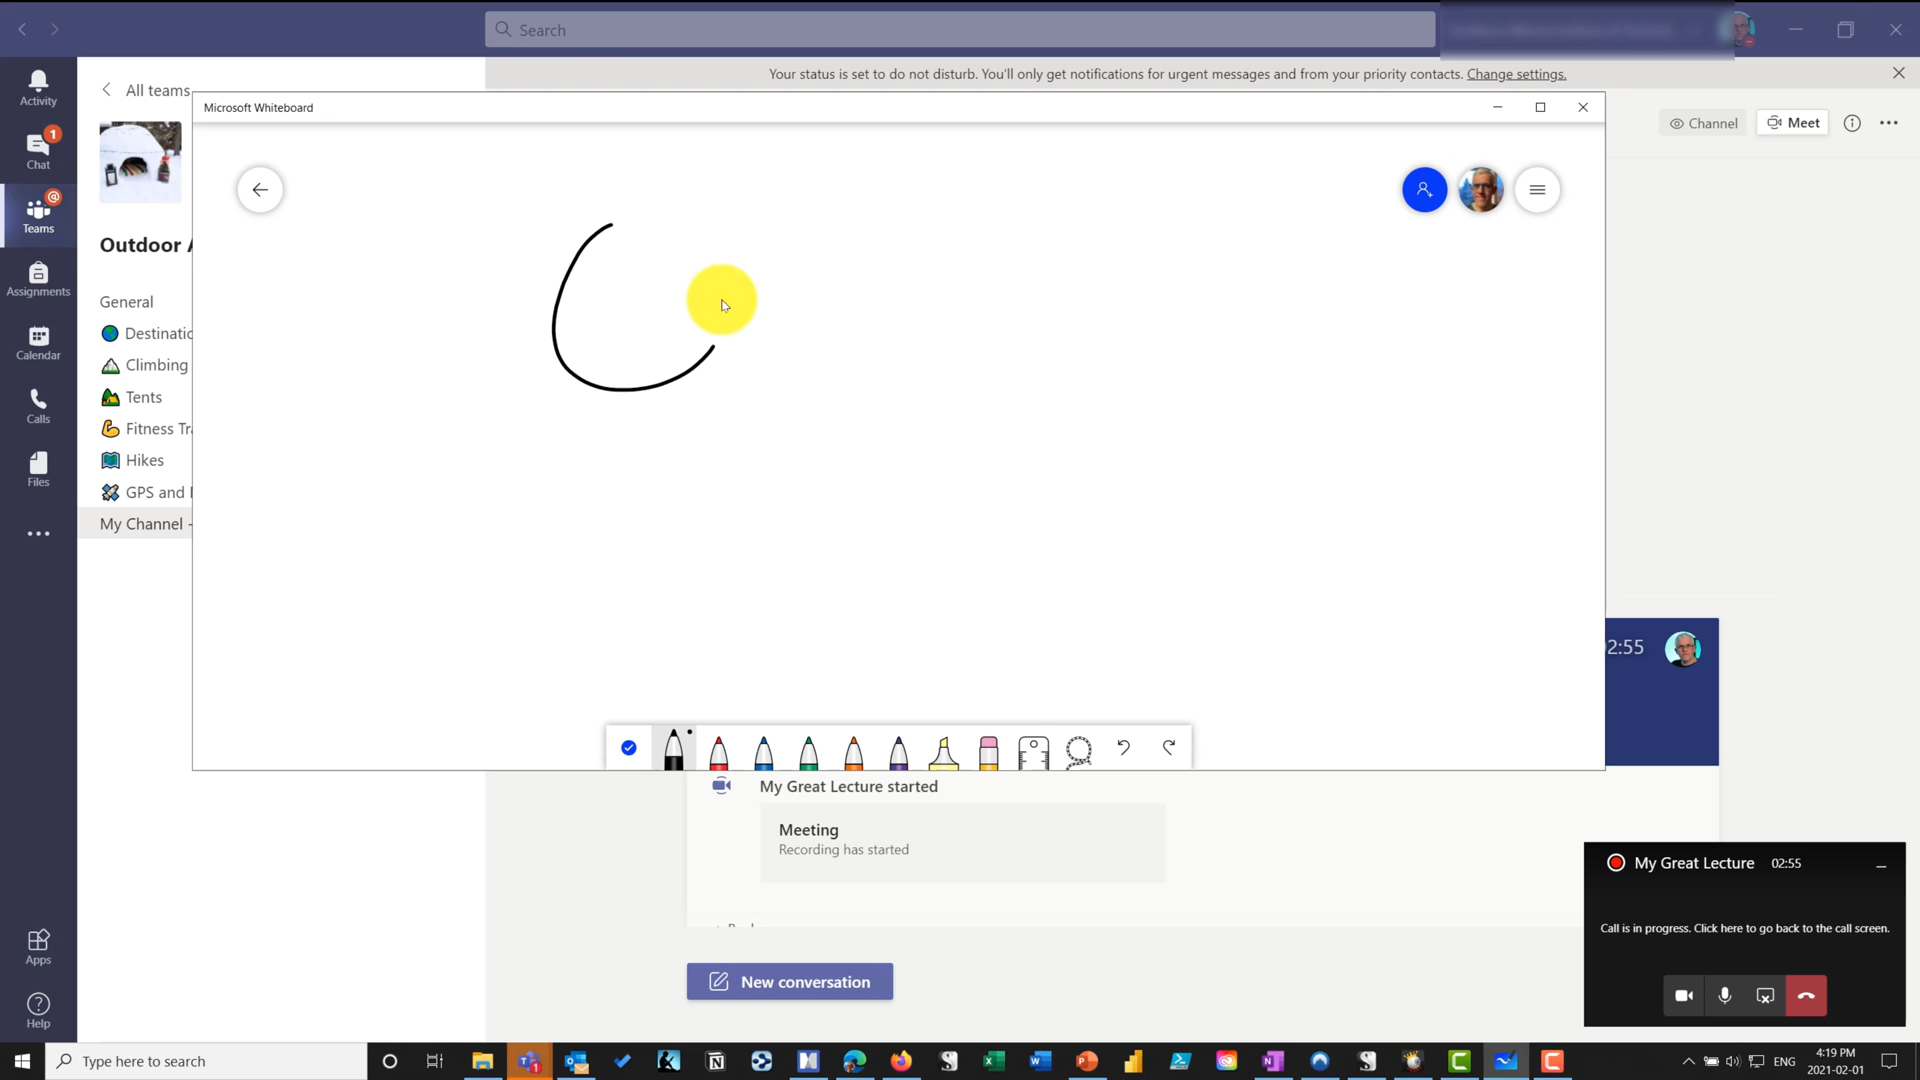 Search
Your status is set to do not disturb. You'll only get notifications for urgent messages and from your priority contacts. Change settings.
Activity
Chat
1
Teams
Assignments
Calendar
Calls
Files
Apps
Help
All teams
Outdoor
General
Climbing
Tents
Fitness
Hikes
GPS and
My Channel -
Microsoft Whiteboard
Channel
Meet
02:55
My Great Lecture started
Meeting
Recording has started
New conversation
My Great Lecture 02:55
Call is in progress. Click here to go back to the call screen.
Type here to search
ENG
4:19 PM
2021-02-01